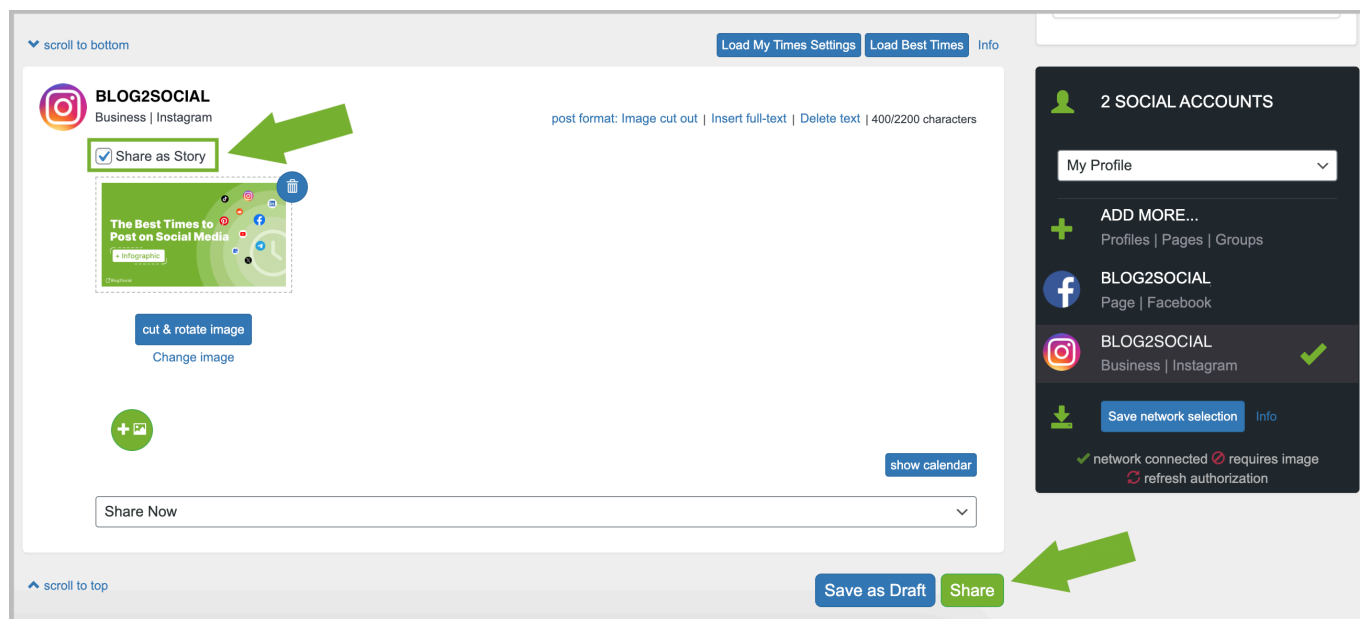 scroll to bottom
Load My Times Settings Load Best Times Info
BLOG2SOCIAL
Business | Instagram
post format: Image cut out | Insert full-text | Delete text | 400/2200 characters
Share as Story
The Best Times to
Post on Social Media
+ Infographic
Blog2Social
cut & rotate image
Change image
show calendar
Share Now
scroll to top
Save as Draft Share
2 SOCIAL ACCOUNTS
My Profile
ADD MORE...
Profiles | Pages | Groups
BLOG2SOCIAL
Page | Facebook
BLOG2SOCIAL
Business | Instagram
Save network selection Info
network connected requires image
refresh authorization